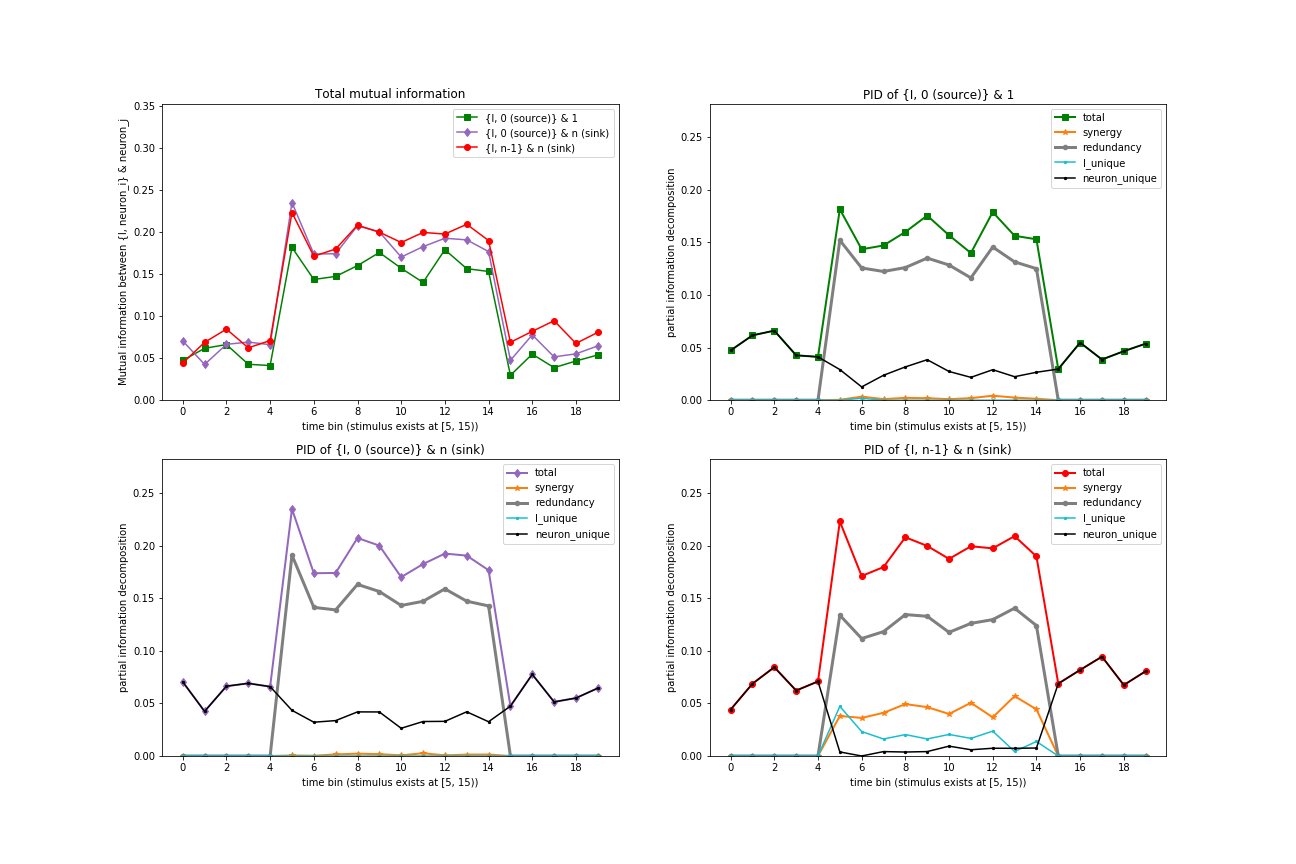 Total mutual information
Mutual information between {I, neuron_i} & neuron_j
0.35
0.30
0.25
0.20
0.15
0.10
0.05
0.00
{I, 0 (source)} & 1
{I, 0 (source)} & n (sink)
{I, n-1} & n (sink)
0 2 4 6 8 10 12 14 16 18
time bin (stimulus exists at [5, 15))
PID of {I, 0 (source)} & 1
partial information decomposition
0.25
0.20
0.15
0.10
0.05
0.00
total
synergy
redundancy
I_unique
neuron_unique
0 2 4 6 8 10 12 14 16 18
time bin (stimulus exists at [5, 15))
PID of {I, 0 (source)} & n (sink)
partial information decomposition
0.25
0.20
0.15
0.10
0.05
0.00
total
synergy
redundancy
I_unique
neuron_unique
0 2 4 6 8 10 12 14 16 18
time bin (stimulus exists at [5, 15))
PID of {I, n-1} & n (sink)
partial information decomposition
0.25
0.20
0.15
0.10
0.05
0.00
total
synergy
redundancy
I_unique
neuron_unique
0 2 4 6 8 10 12 14 16 18
time bin (stimulus exists at [5, 15))